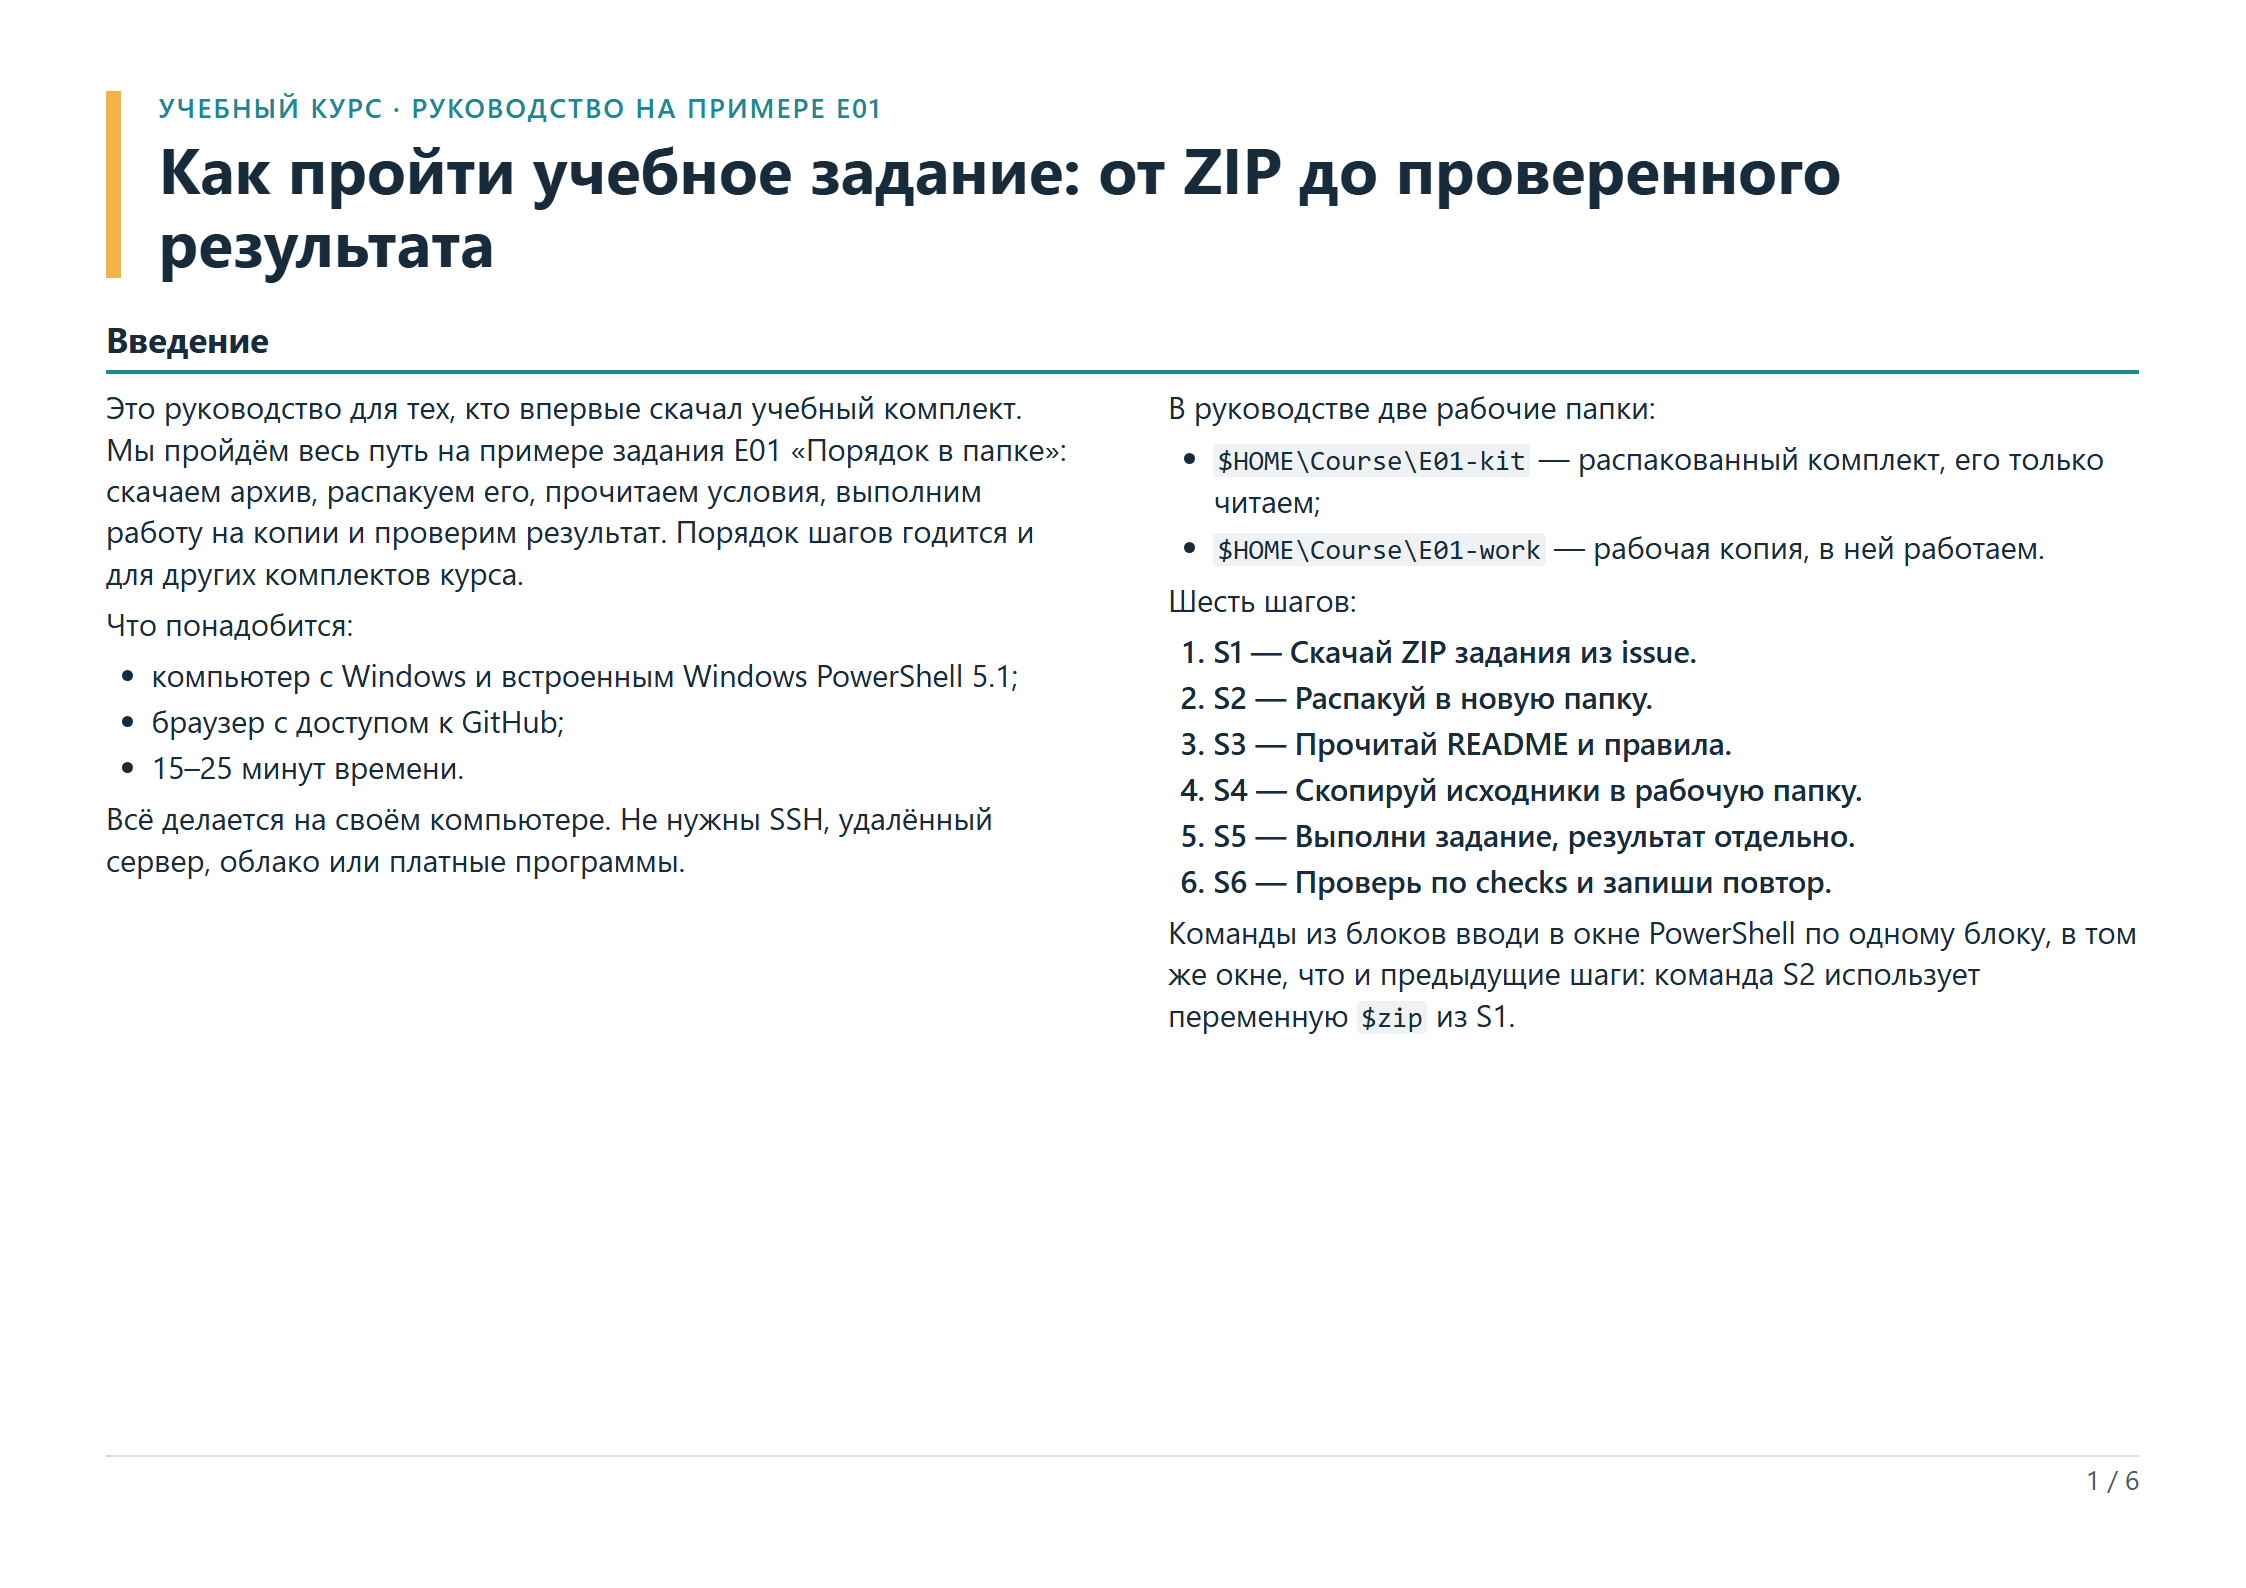 УЧЕБНЫЙ КУРС · РУКОВОДСТВО НА ПРИМЕРЕ E01
Как пройти учебное задание: от ZIP до проверенного
результата
Введение
Это руководство для тех, кто впервые скачал учебный комплект.
Мы пройдём весь путь на примере задания E01 «Порядок в папке»:
скачаем архив, распакуем его, прочитаем условия, выполним
работу на копии и проверим результат. Порядок шагов годится и
для других комплектов курса.
Что понадобится:
• компьютер с Windows и встроенным Windows PowerShell 5.1;
• браузер с доступом к GitHub;
• 15–25 минут времени.
Всё делается на своём компьютере. Не нужны SSH, удалённый
сервер, облако или платные программы.
В руководстве две рабочие папки:
• $HOME\Course\E01-kit — распакованный комплект, его только
читаем;
• $HOME\Course\E01-work — рабочая копия, в ней работаем.
Шесть шагов:
1. S1 — Скачай ZIP задания из issue.
2. S2 — Распакуй в новую папку.
3. S3 — Прочитай README и правила.
4. S4 — Скопируй исходники в рабочую папку.
5. S5 — Выполни задание, результат отдельно.
6. S6 — Проверь по checks и запиши повтор.
Команды из блоков вводи в окне PowerShell по одному блоку, в том
же окне, что и предыдущие шаги: команда S2 использует
переменную $zip из S1.
1 / 6